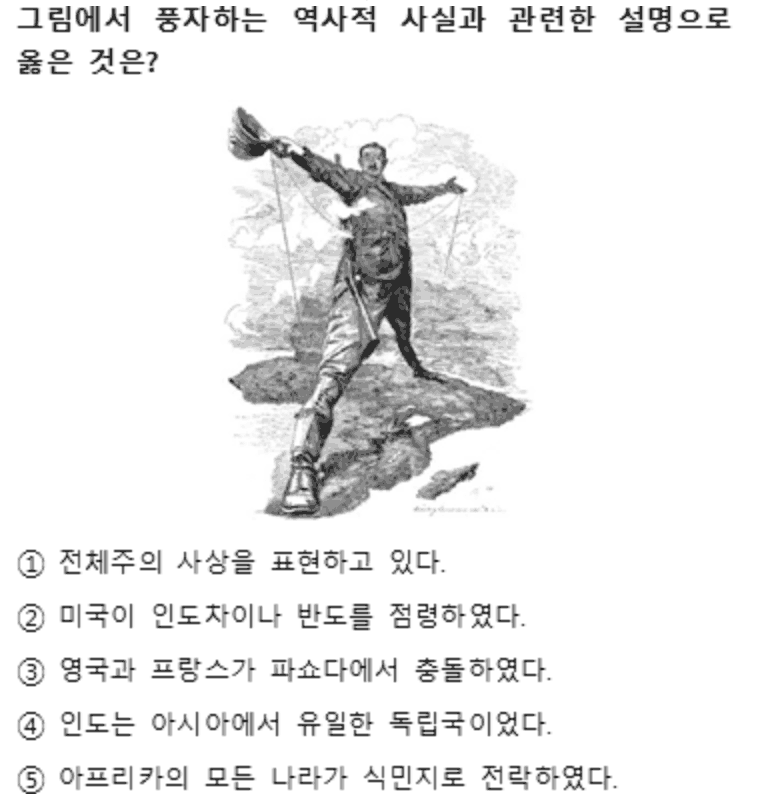 그림에서 풍자하는 역사적 사실과 관련한 설명으로
옳은 것은?
① 전체주의 사상을 표현하고 있다.
② 미국이 인도차이나 반도를 점령하였다.
③ 영국과 프랑스가 파쇼다에서 충돌하였다.
④ 인도는 아시아에서 유일한 독립국이었다.
⑤ 아프리카의 모든 나라가 식민지로 전락하였다.